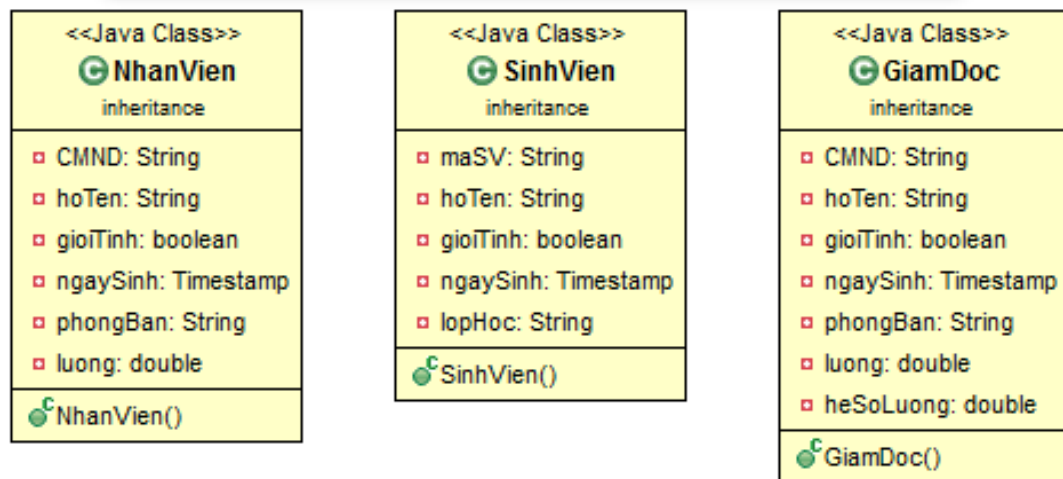 <<Java Class>>
NhanVien
inheritance
CMND: String
hoTen: String
gioiTinh: boolean
ngaySinh: Timestamp
phongBan: String
luong: double
NhanVien()
<<Java Class>>
SinhVien
inheritance
maSV: String
hoTen: String
gioiTinh: boolean
ngaySinh: Timestamp
lopHoc: String
SinhVien()
<<Java Class>>
GiamDoc
inheritance
CMND: String
hoTen: String
gioiTinh: boolean
ngaySinh: Timestamp
phongBan: String
luong: double
heSoLuong: double
GiamDoc()